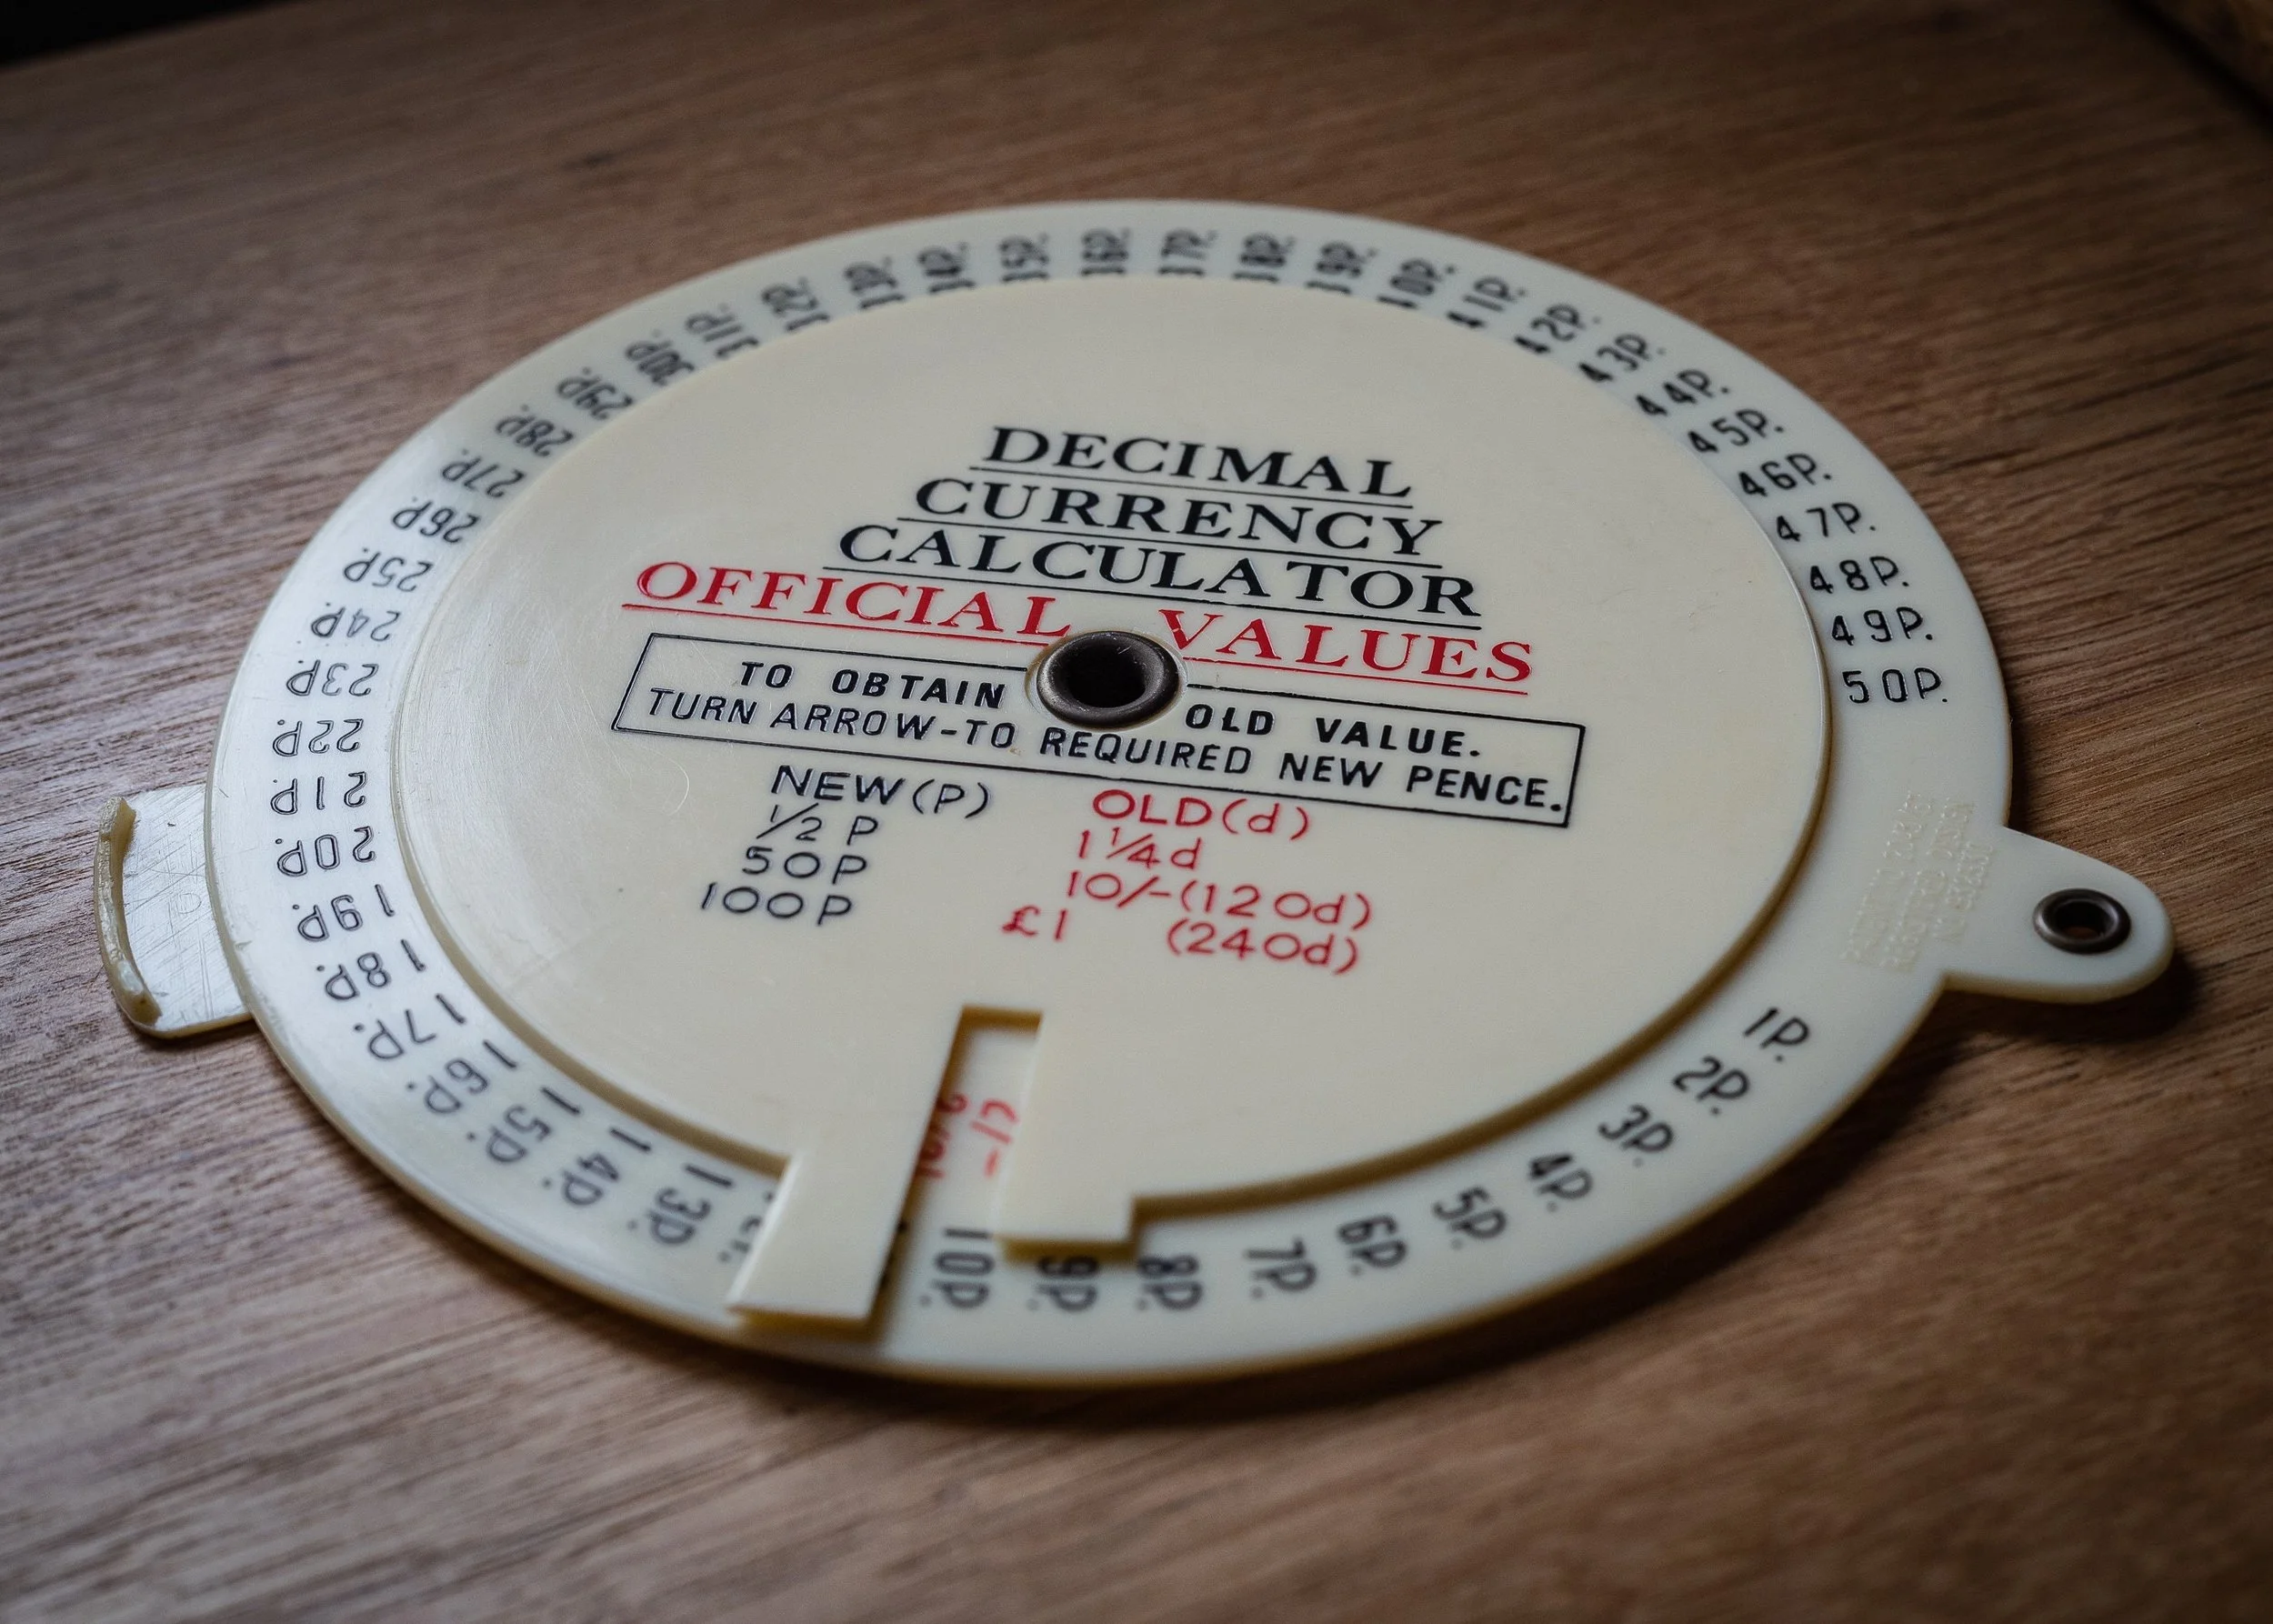 DECIMAL
CURRENCY
CALCULATOR
OFFICIAL VALUES
TO OBTAIN OLD VALUE.
TURN ARROW-TO REQUIRED NEW PENCE.
NEW(P) OLD(d)
1/2 P 1 1/4d
50P 10/-(120d)
100P £1 (240d)
1P.
2P.
3P.
4P.
5P.
6P.
7P.
8P.
9P.
10P.
13P.
14P.
15P.
16P.
17P.
18P.
19P.
20P.
21P.
22P.
23P.
24P.
25P.
26P.
27P.
28P.
29P.
30P.
31P.
32P.
33P.
34P.
35P.
36P.
37P.
38P.
39P.
40P.
41P.
42P.
43P.
44P.
45P.
46P.
47P.
48P.
49P.
50P.